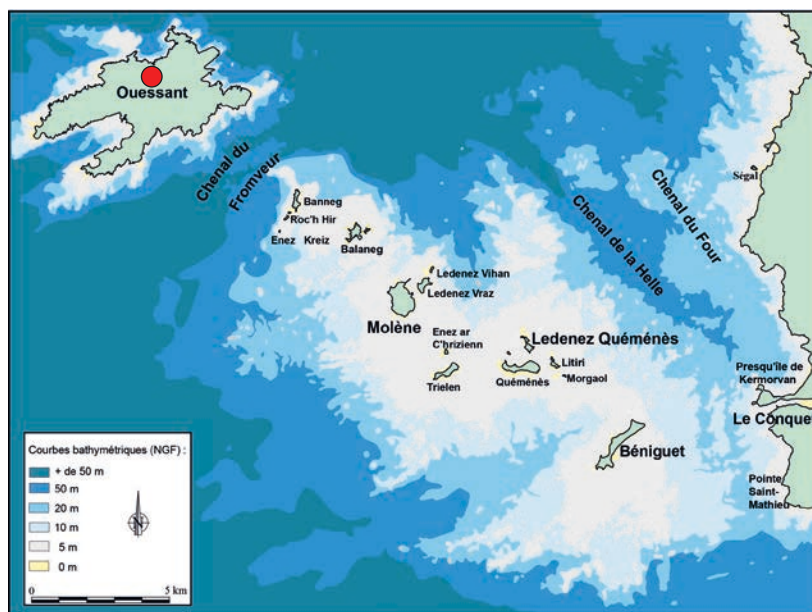 Ouessant
Chenal du
Fromveur
Ségal
Banneg
Roc'h Hir
Enez Kreiz
Balaneg
Chenal du Four
Chenal de la Helle
Ledenez Vihan
Ledenez Vraz
Molène
Enez ar
C'hrizienn
Ledenez Quéménès
Litiri
Trielen
Quéménès
Morgaol
Presqu'île de
Kermorvan
Le Conquet
Béniguet
Pointe
Saint-
Mathieu
Courbes bathymétriques (NGF) :
+ de 50 m
50 m
20 m
10 m
5 m
0 m
N
0 5 km